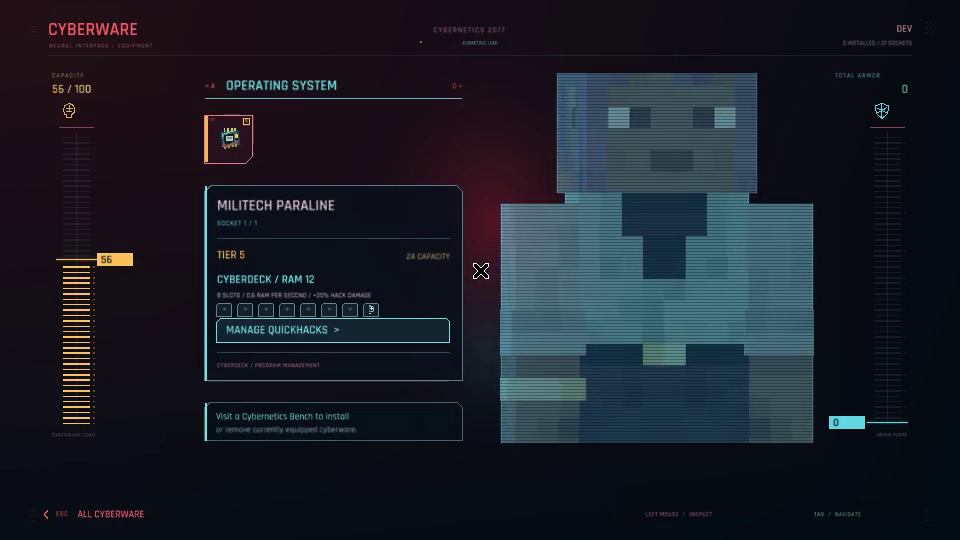 CYBERWARE
NEURAL INTERFACE / EQUIPMENT
CYBERNETICS 2077
BIOMETRIC LINK
DEV
3 INSTALLED / 21 SOCKETS
CAPACITY
56 / 100
56
CYBERWARE LOAD
< A OPERATING SYSTEM D >
MILITECH PARALINE
SOCKET 1 / 1
TIER 5
24 CAPACITY
CYBERDECK / RAM 12
8 SLOTS / 0.6 RAM PER SECOND / +20% HACK DAMAGE
MANAGE QUICKHACKS >
CYBERDECK / PROGRAM MANAGEMENT
Visit a Cybernetics Bench to install
or remove currently equipped cyberware.
TOTAL ARMOR
0
0
ARMOR POINTS
< ESC ALL CYBERWARE
LEFT MOUSE / INSPECT
TAB / NAVIGATE